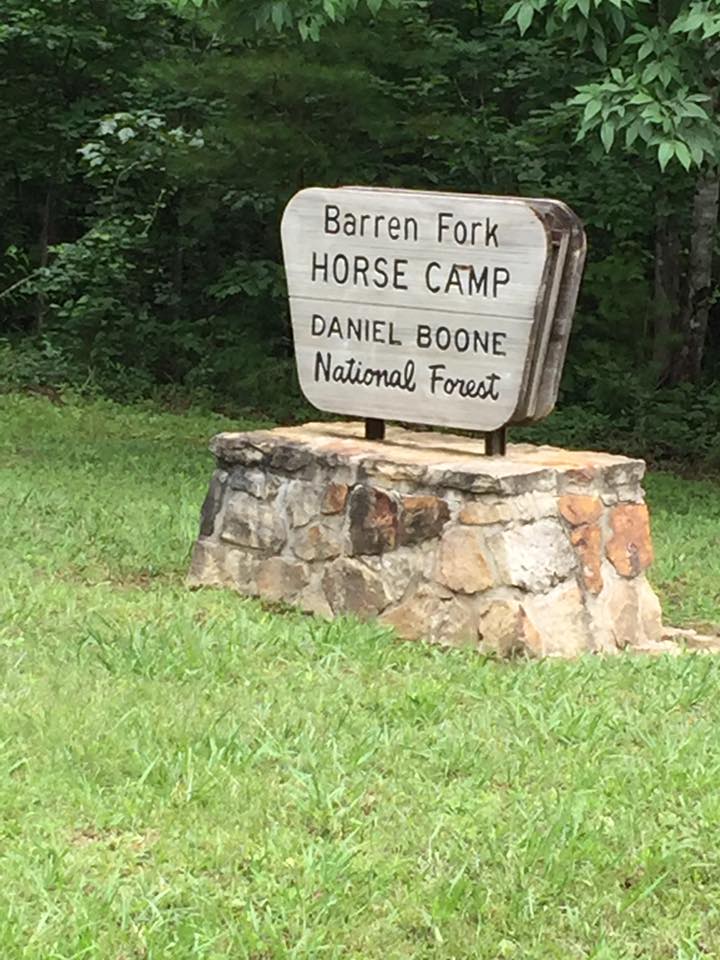 Barren Fork
HORSE CAMP
DANIEL BOONE
National Forest